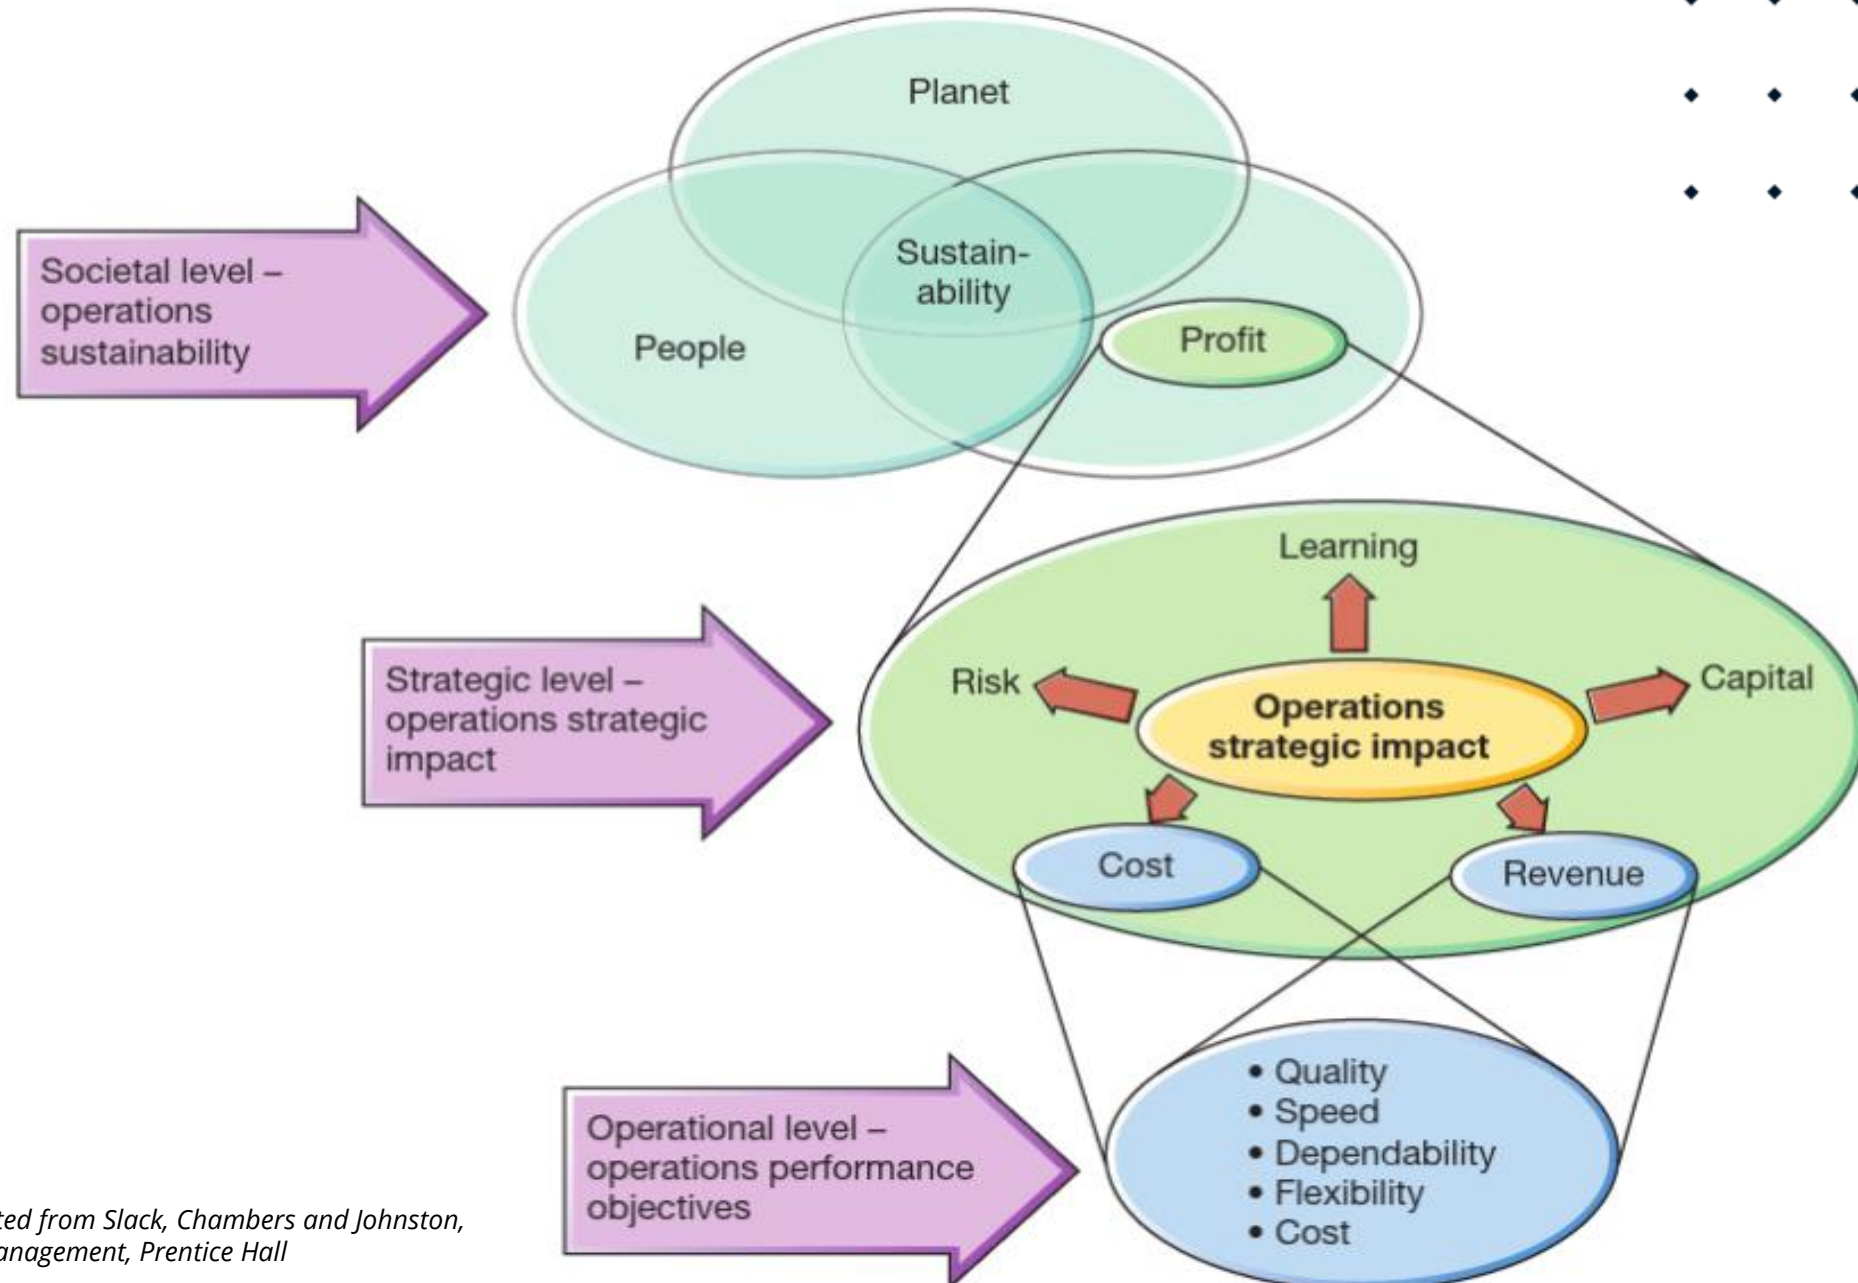 Planet
Sustain-
ability
People
Profit
Societal level –
operations
sustainability
Learning
Risk
Capital
Operations
strategic impact
Strategic level –
operations strategic
impact
Cost
Revenue
Operational level –
operations performance
objectives
• Quality
• Speed
• Dependability
• Flexibility
• Cost
from Slack, Chambers and Johnston,
Prentice Hall